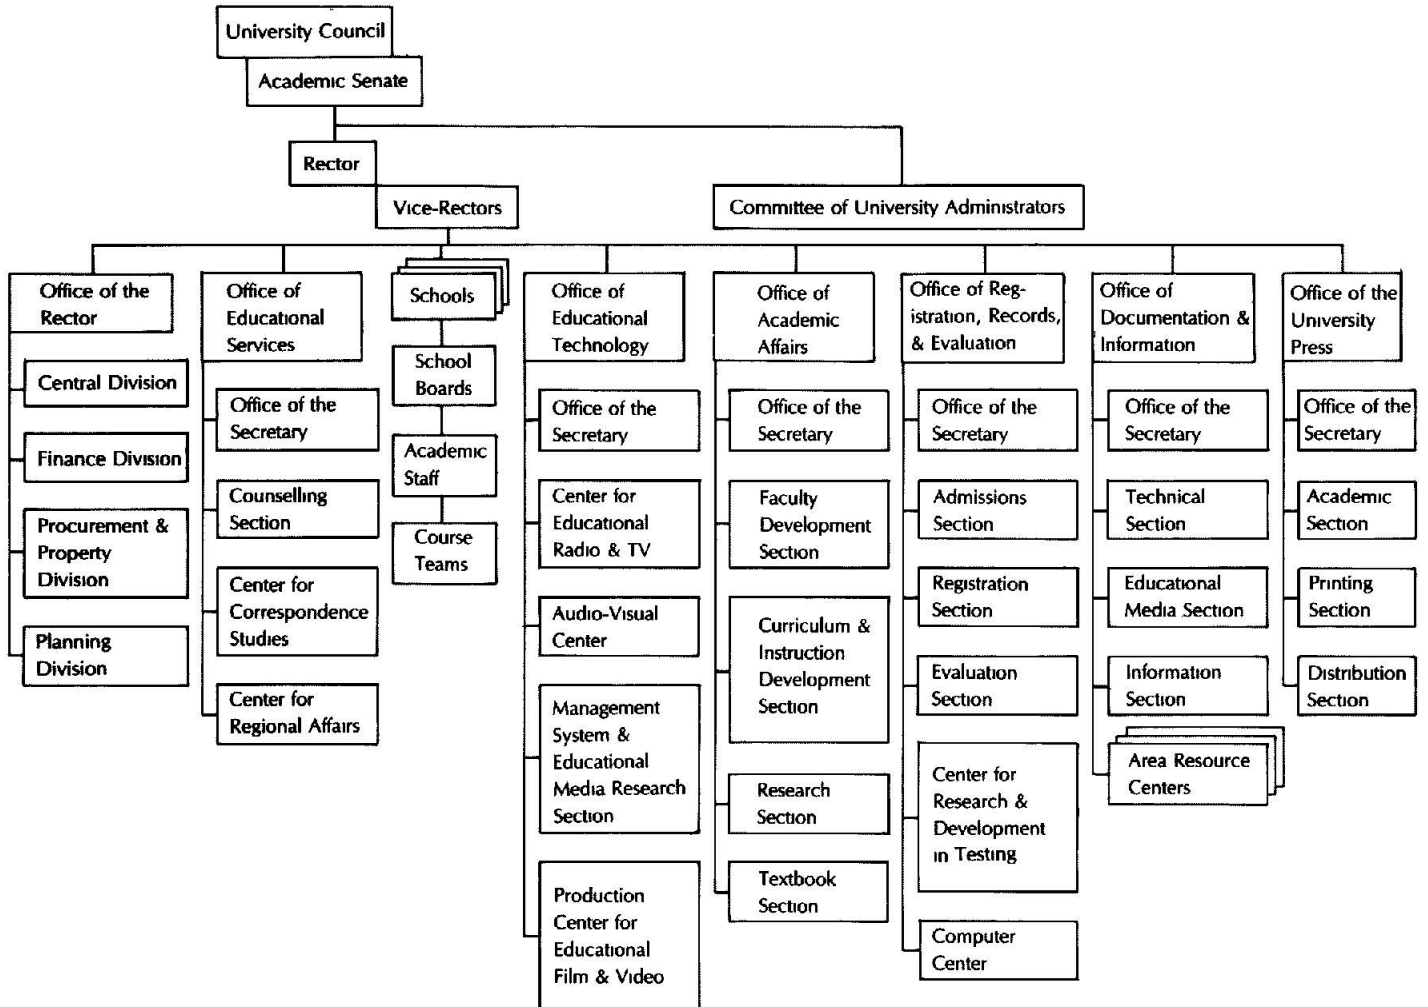 University Council
Academic Senate
Rector
Vice-Rectors
Committee of University Administrators
Office of the
Rector
Central Division
Finance Division
Procurement &
Property
Division
Planning
Division
Office of
Educational
Services
Office of the
Secretary
Counselling
Section
Center for
Correspondence
Studies
Center for
Regional Affairs
Schools
School
Boards
Academic
Staff
Course
Teams
Office of
Educational
Technology
Office of the
Secretary
Center for
Educational
Radio & TV
Audio-Visual
Center
Management
System &
Educational
Media Research
Section
Production
Center for
Educational
Film & Video
Office of
Academic
Affairs
Office of the
Secretary
Faculty
Development
Section
Curriculum &
Instruction
Development
Section
Research
Section
Textbook
Section
Office of Reg-
istration, Records,
& Evaluation
Office of the
Secretary
Admissions
Section
Registration
Section
Evaluation
Section
Center for
Research &
Development
in Testing
Computer
Center
Office of
Documentation &
Information
Office of the
Secretary
Technical
Section
Educational
Media Section
Information
Section
Area Resource
Centers
Office of the
University
Press
Office of the
Secretary
Academic
Section
Printing
Section
Distribution
Section